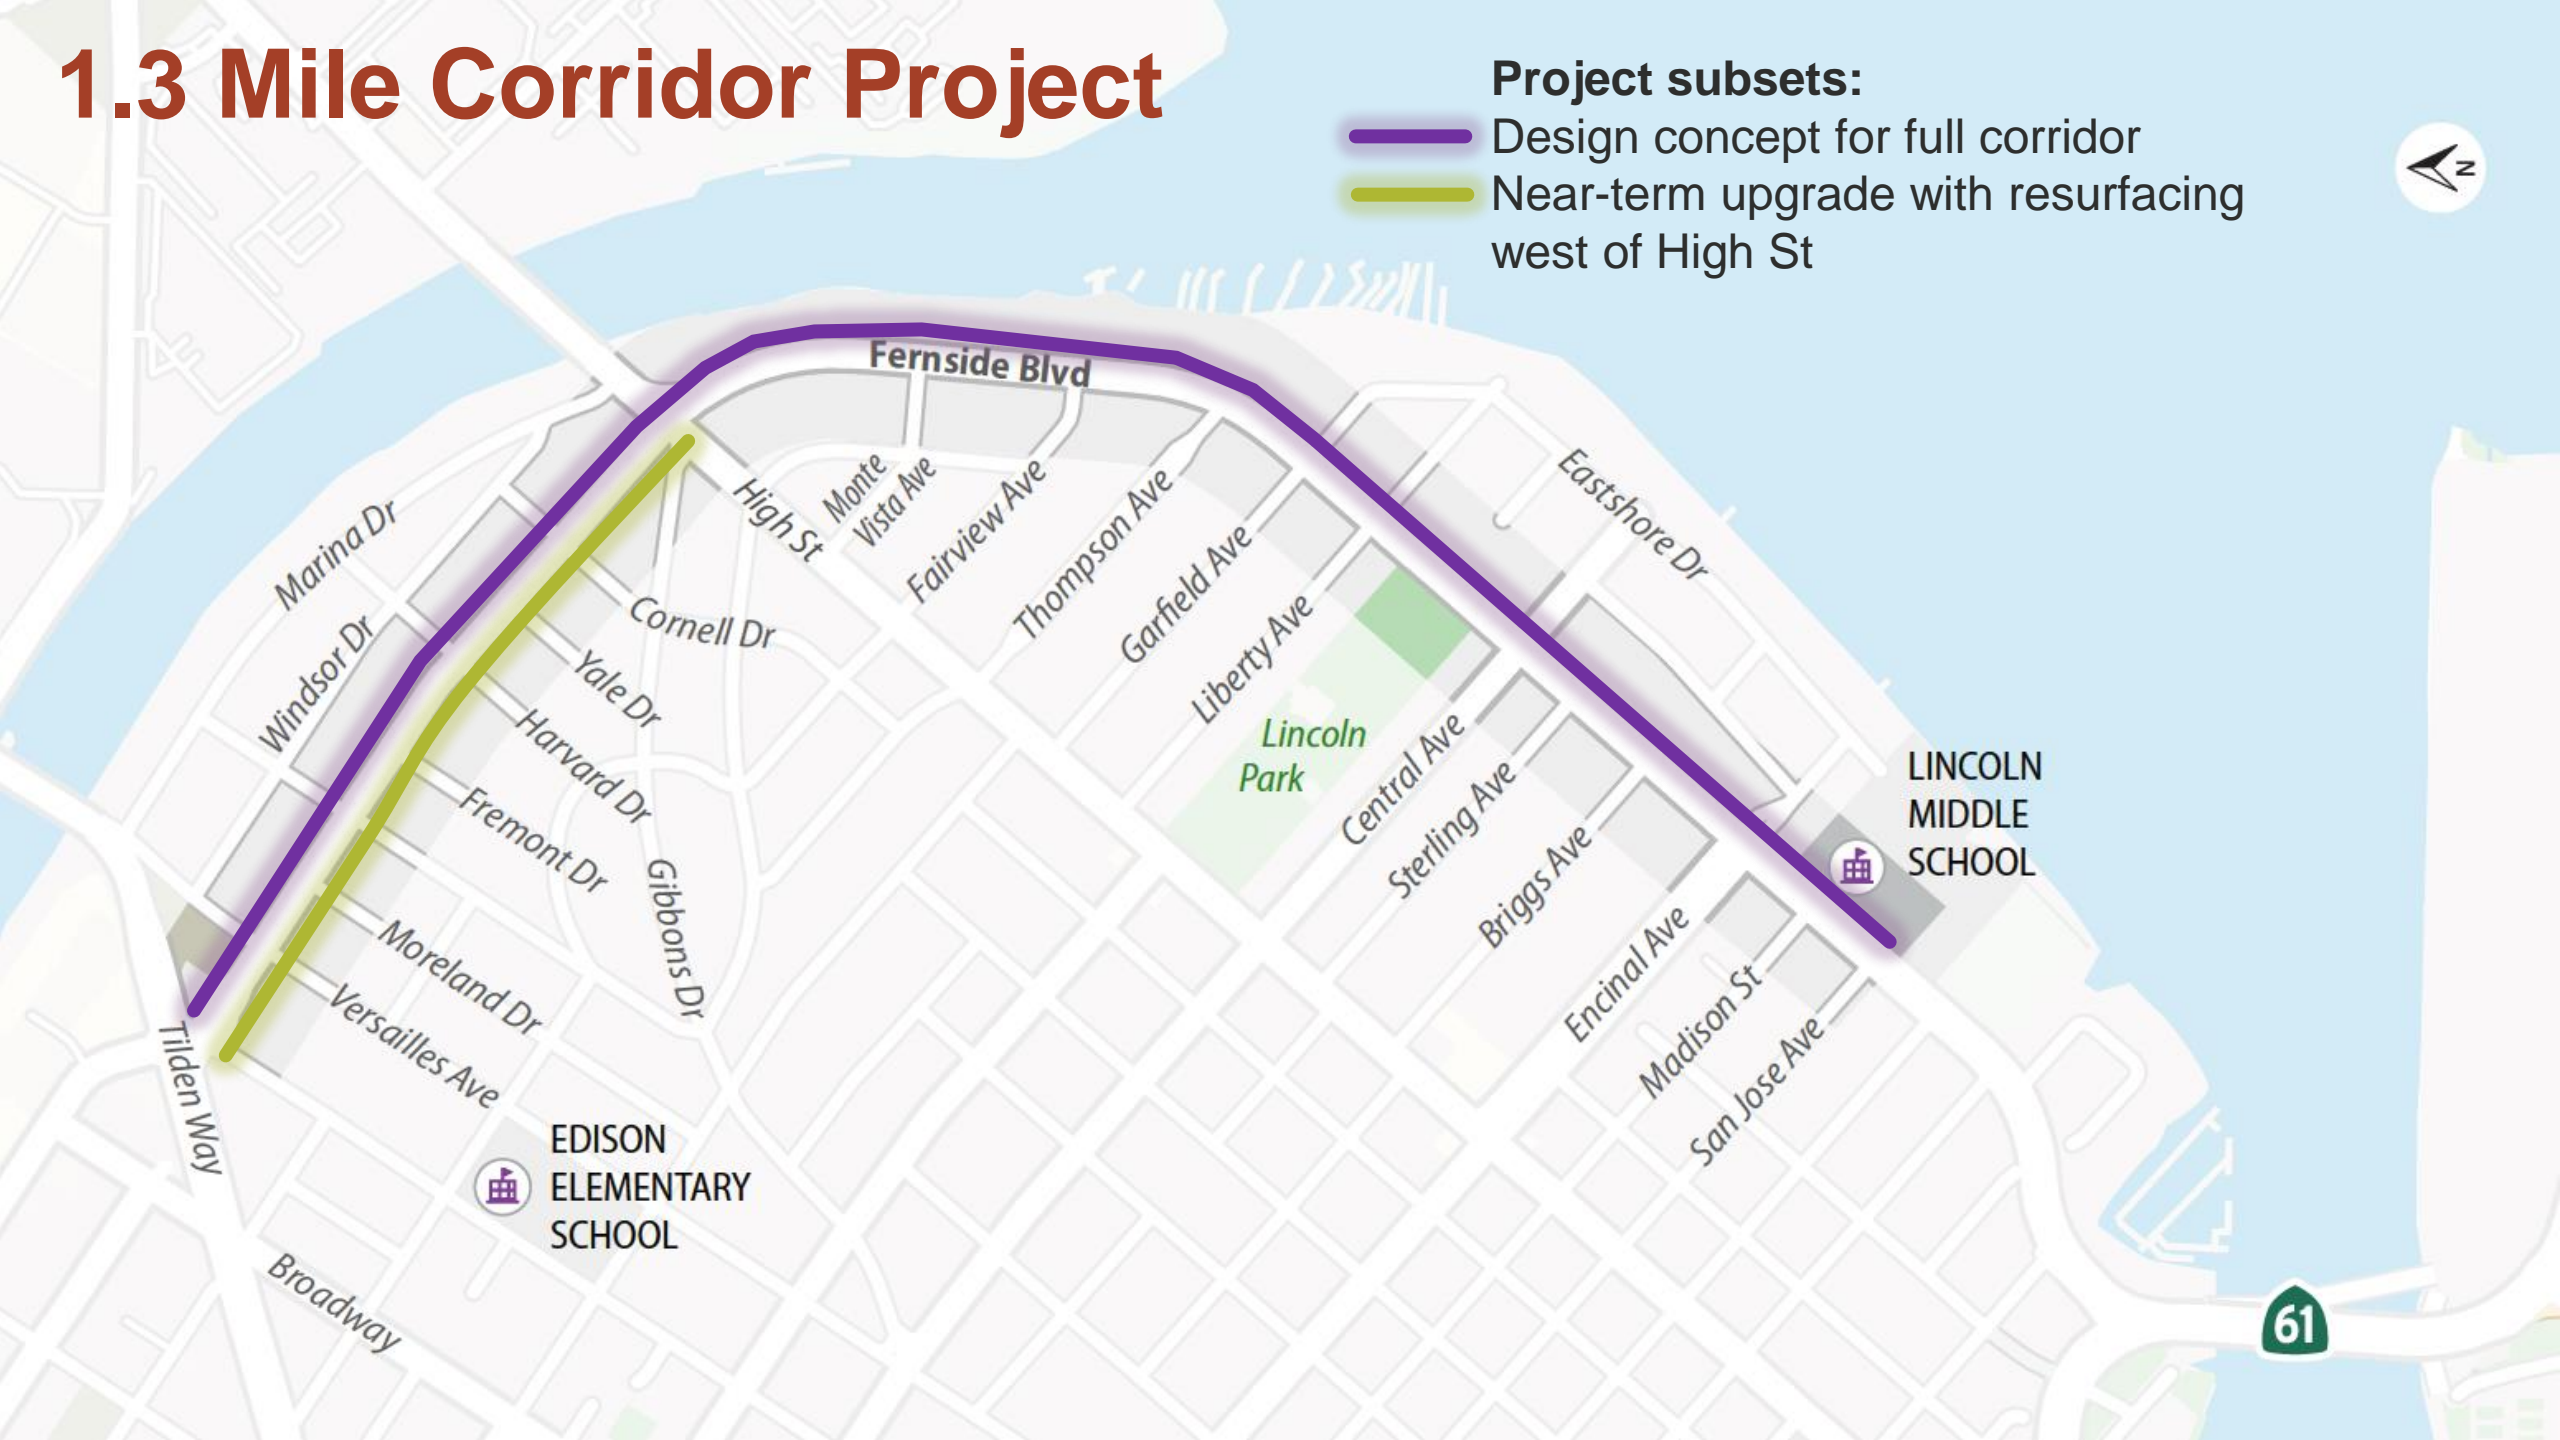 1.3 Mile Corridor Project
Project subsets:
Design concept for full corridor
Near-term upgrade with resurfacing
west of High St
N
Fernside Blvd
Marina Dr
Windsor Dr
High St
Monte
Vista Ave
Fairview Ave
Thompson Ave
Garfield Ave
Liberty Ave
Eastshore Dr
Cornell Dr
Yale Dr
Harvard Dr
Fremont Dr
Gibbons Dr
Moreland Dr
Versailles Ave
Lincoln
Park
Central Ave
Sterling Ave
Briggs Ave
Encinal Ave
Madison St
San Jose Ave
LINCOLN
MIDDLE
SCHOOL
Tilden Way
EDISON
ELEMENTARY
SCHOOL
Broadway
61